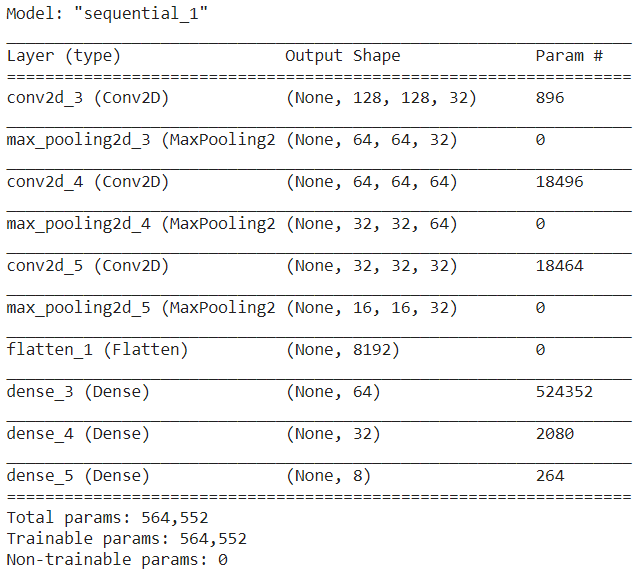 Model: "sequential_1"
Layer (type) Output Shape Param #
conv2d_3 (Conv2D) (None, 128, 128, 32) 896
max_pooling2d_3 (MaxPooling2 (None, 64, 64, 32) 0
conv2d_4 (Conv2D) (None, 64, 64, 64) 18496
max_pooling2d_4 (MaxPooling2 (None, 32, 32, 64) 0
conv2d_5 (Conv2D) (None, 32, 32, 32) 18464
max_pooling2d_5 (MaxPooling2 (None, 16, 16, 32) 0
flatten_1 (Flatten) (None, 8192) 0
dense_3 (Dense) (None, 64) 524352
dense_4 (Dense) (None, 32) 2080
dense_5 (Dense) (None, 8) 264
Total params: 564,552
Trainable params: 564,552
Non-trainable params: 0